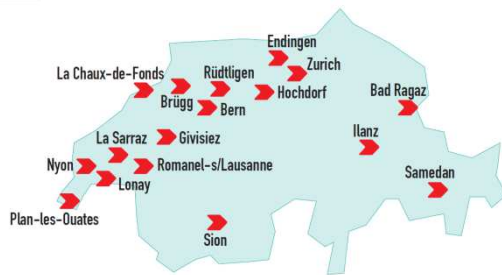 Endingen
Zurich
La Chaux-de-Fonds
Rüdtligen
Brügg
Hochdorf
Bern
Bad Ragaz
La Sarraz
Givisiez
Ilanz
Nyon
Romanel-s/Lausanne
Lonay
Samedan
Plan-les-Ouates
Sion